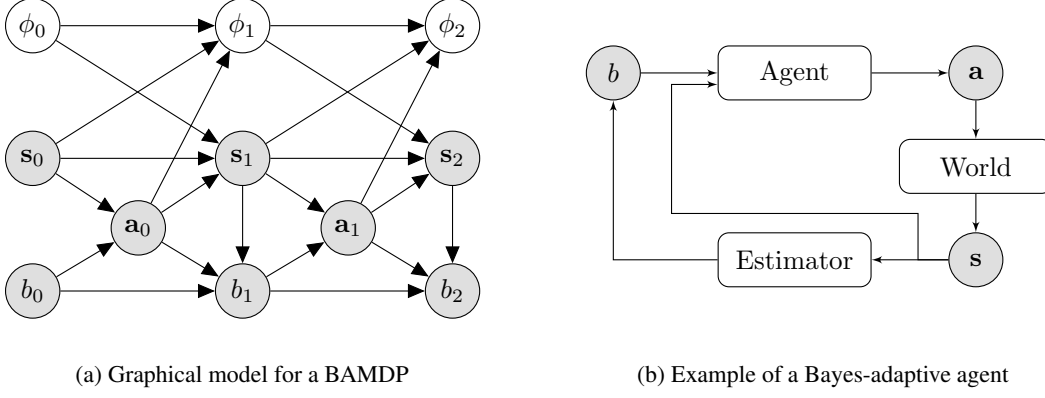 ϕ₀ ϕ₁ ϕ₂
s₀ s₁ s₂
a₀ a₁
b₀ b₁ b₂
(a) Graphical model for a BAMDP
b Agent a
World
Estimator s
(b) Example of a Bayes-adaptive agent